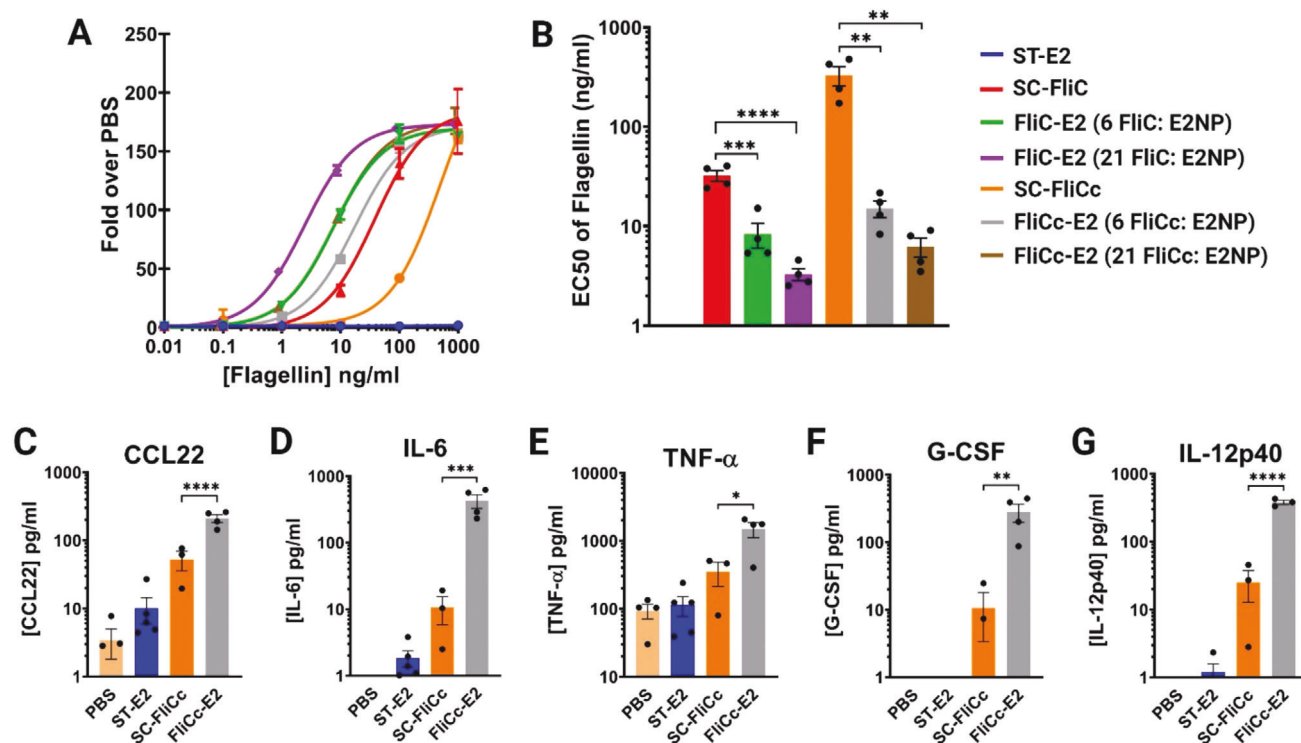 A
Fold over PBS
250
200
150
100
50
0
0.01 0.1 1 10 100 1000
[Flagellin] ng/ml
B
EC50 of Flagellin (ng/ml)
1000
100
10
1
****
***
**
**
ST-E2
SC-FliC
FliC-E2 (6 FliC: E2NP)
FliC-E2 (21 FliC: E2NP)
SC-FliCc
FliCc-E2 (6 FliCc: E2NP)
FliCc-E2 (21 FliCc: E2NP)
C
CCL22
[CCL22] pg/ml
1000
100
10
1
****
PBS
ST-E2
SC-FliCc
FliCc-E2
D
IL-6
[IL-6] pg/ml
1000
100
10
1
***
PBS
ST-E2
SC-FliCc
FliCc-E2
E
TNF-α
[TNF-α] pg/ml
10000
1000
100
10
*
PBS
ST-E2
SC-FliCc
FliCc-E2
F
G-CSF
[G-CSF] pg/ml
1000
100
10
1
**
PBS
ST-E2
SC-FliCc
FliCc-E2
G
IL-12p40
[IL-12p40] pg/ml
1000
100
10
1
****
PBS
ST-E2
SC-FliCc
FliCc-E2